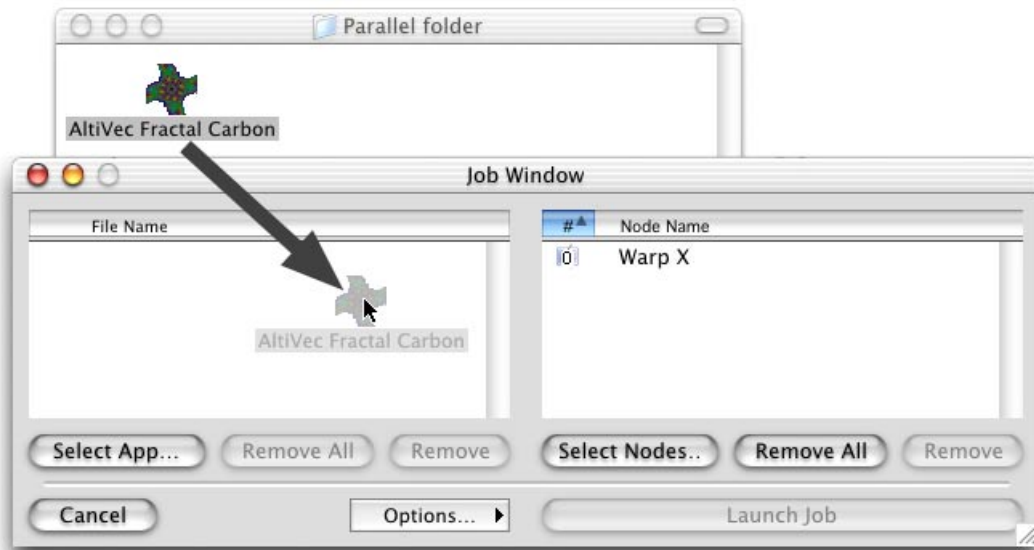 Parallel folder
AltiVec Fractal Carbon
Job Window
File Name
# Node Name
AltiVec Fractal Carbon
0 Warp X
Select App... Remove All Remove
Select Nodes.. Remove All Remove
Cancel Options... Launch Job